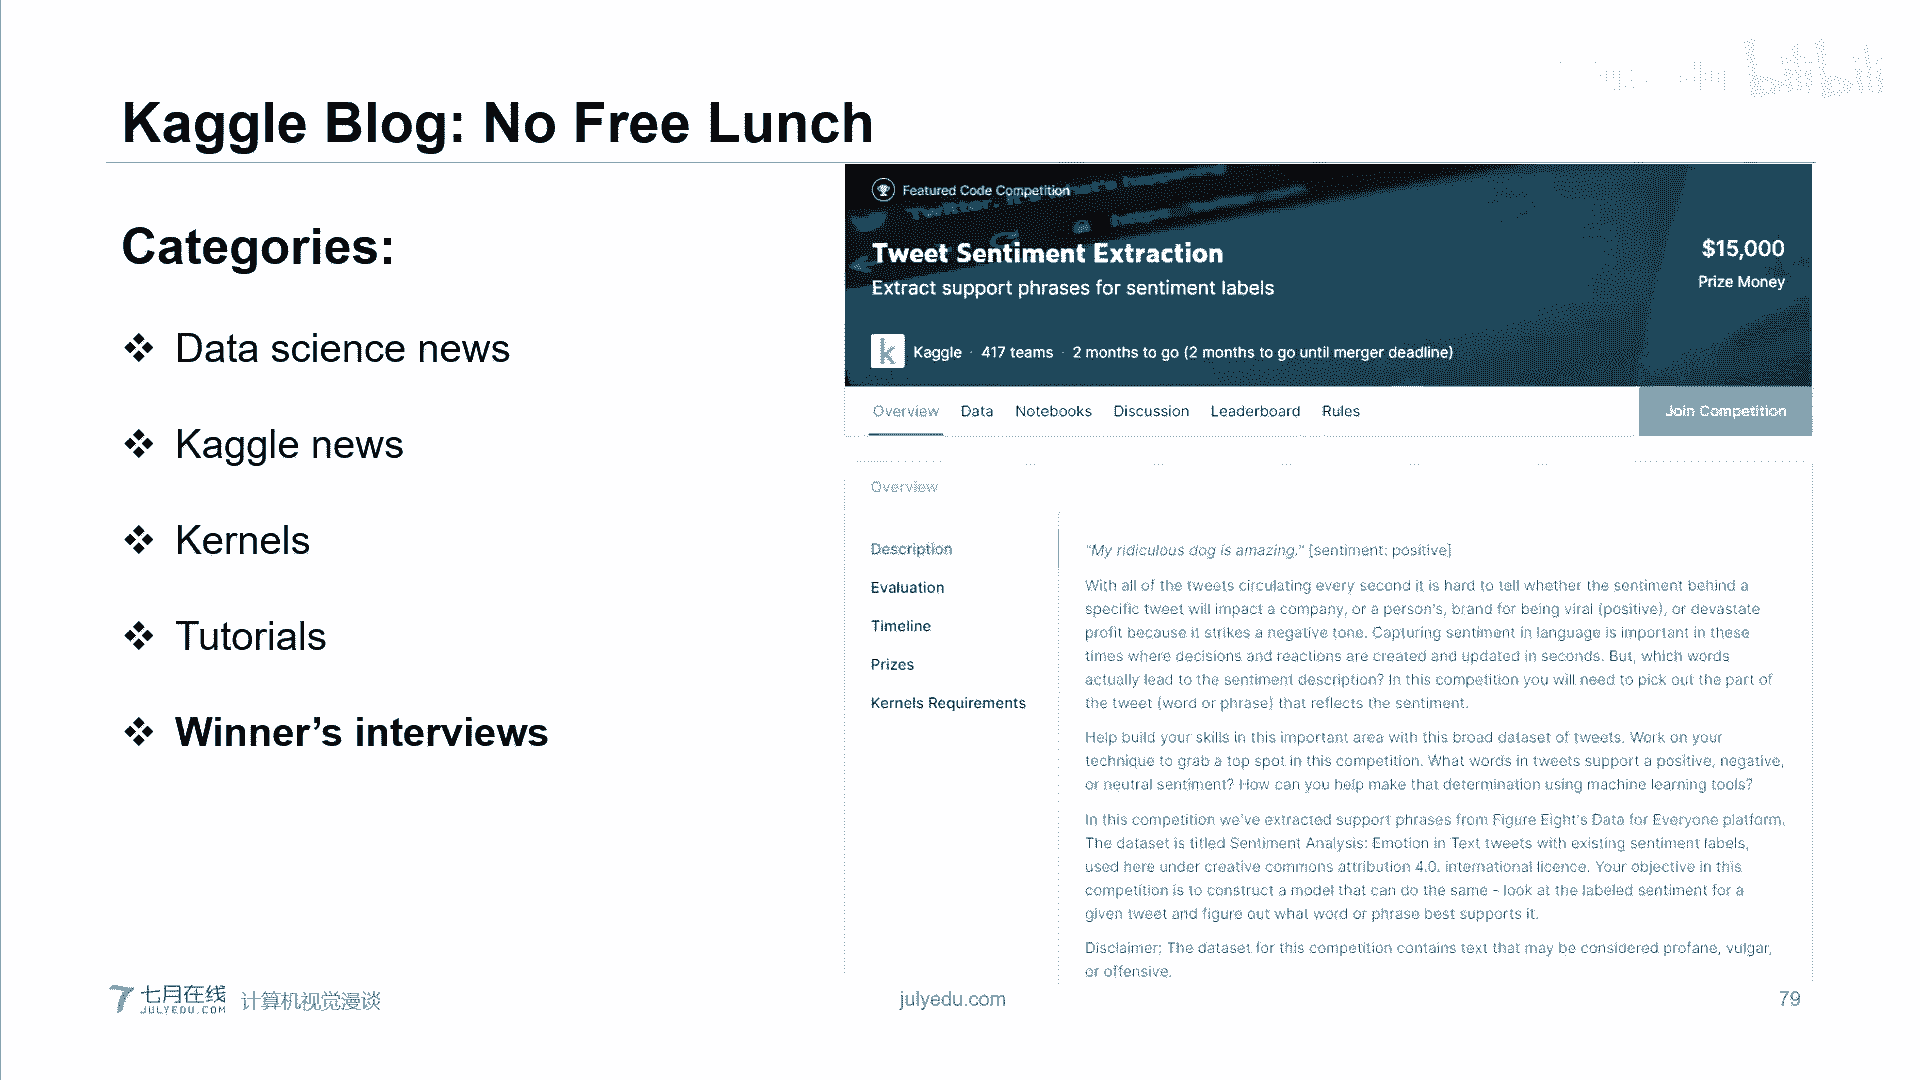 Kaggle Blog: No Free Lunch
Categories:
❖ Data science news
❖ Kaggle news
❖ Kernels
❖ Tutorials
❖ Winner’s interviews
Featured Code Competition
Tweet Sentiment Extraction
Extract support phrases for sentiment labels
$15,000
Prize Money
k
Kaggle · 417 teams · 2 months to go (2 months to go until merger deadline)
Overview Data Notebooks Discussion Leaderboard Rules
Join Competition
Overview
Description
Evaluation
Timeline
Prizes
Kernels Requirements
"My ridiculous dog is amazing." [sentiment: positive]
With all of the tweets circulating every second it is hard to tell whether the sentiment behind a
specific tweet will impact a company, or a person's, brand for being viral (positive), or devastate
profit because it strikes a negative tone. Capturing sentiment in language is important in these
times where decisions and reactions are created and updated in seconds. But, which words
actually lead to the sentiment description? In this competition you will need to pick out the part of
the tweet (word or phrase) that reflects the sentiment.
Help build your skills in this important area with this broad dataset of tweets. Work on your
technique to grab a top spot in this competition. What words in tweets support a positive, negative,
or neutral sentiment? How can you help make that determination using machine learning tools?
In this competition we've extracted support phrases from Figure Eight's Data for Everyone platform.
The dataset is titled Sentiment Analysis: Emotion in Text tweets with existing sentiment labels,
used here under creative commons attribution 4.0. international licence. Your objective in this
competition is to construct a model that can do the same - look at the labeled sentiment for a
given tweet and figure out what word or phrase best supports it.
Disclaimer: The dataset for this competition contains text that may be considered profane, vulgar,
or offensive.
七月在线
JULYEDU.COM
计算机视觉漫谈
julyedu.com
79
bilibili